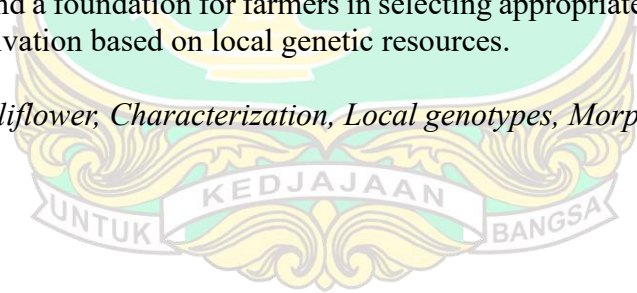 nd a foundation for farmers in selecting appropriate
ivation based on local genetic resources.
liflower, Characterization, Local genotypes, Morp
UNTUK KEDJAJAAN BANGSA